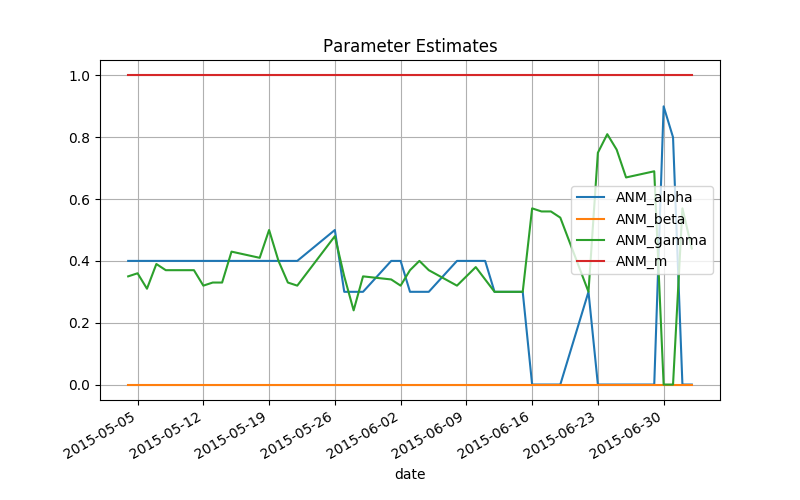 Parameter Estimates
1.0
0.8
0.6
0.4
0.2
0.0
ANM_alpha
ANM_beta
ANM_gamma
ANM_m
2015-05-05
2015-05-12
2015-05-19
2015-05-26
2015-06-02
2015-06-09
2015-06-16
2015-06-23
2015-06-30
date